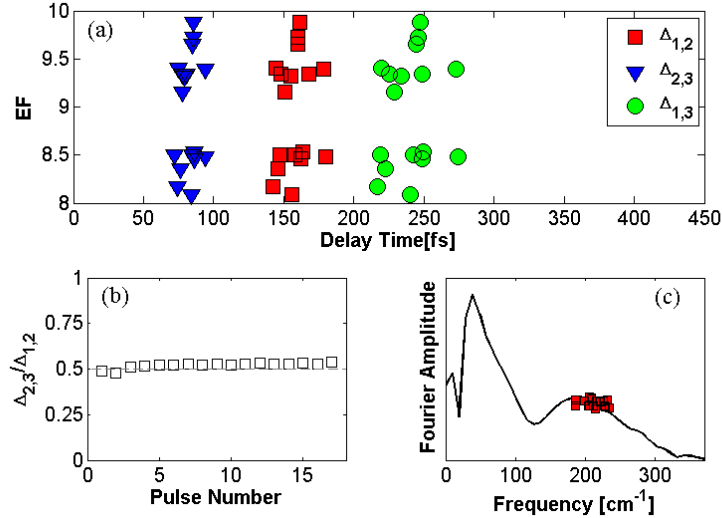 (a)
10
9.5
9
8.5
8
EF
0 50 100 150 200 250 300 350 400 450
Delay Time[fs]
Δ1,2
Δ2,3
Δ1,3
(b)
1
0.75
0.5
0.25
0
Δ2,3/Δ1,2
0 5 10 15
Pulse Number
(c)
Fourier Amplitude
0 100 200 300
Frequency [cm-1]